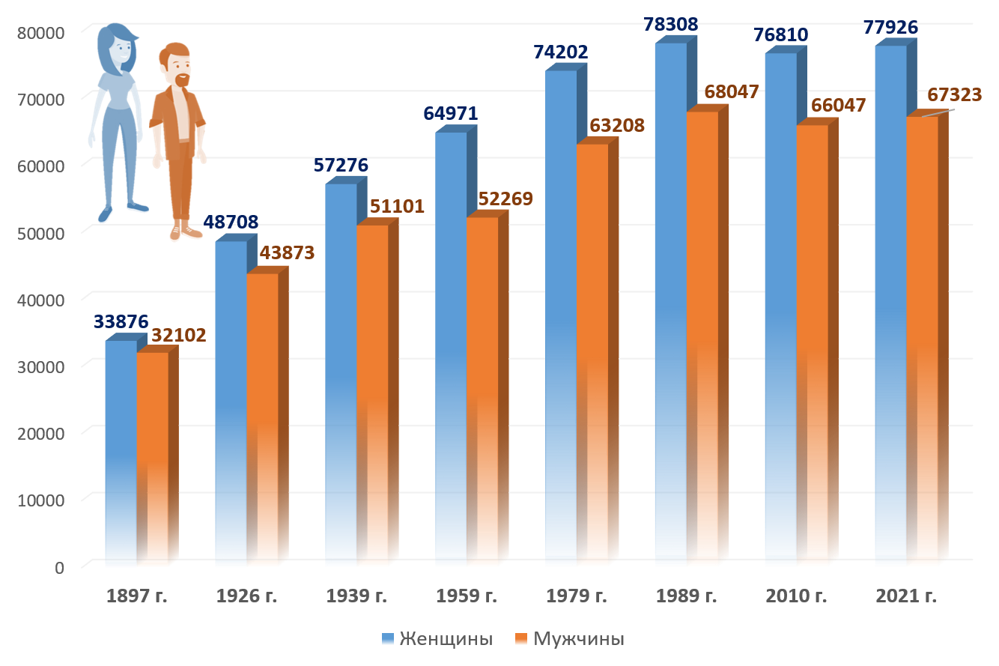 80000
70000
60000
50000
40000
30000
20000
10000
0
33876
32102
48708
43873
57276
51101
64971
52269
74202
63208
78308
68047
76810
66047
77926
67323
1897 г.
1926 г.
1939 г.
1959 г.
1979 г.
1989 г.
2010 г.
2021 г.
Женщины
Мужчины